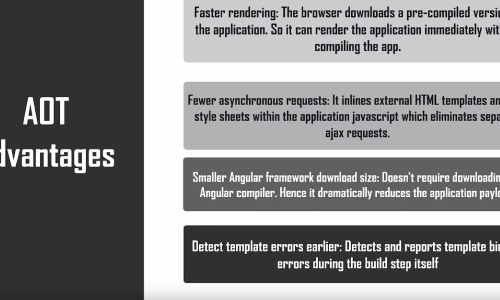 AOT
dvantages
Faster rendering: The browser downloads a pre-compiled versio
the application. So it can render the application immediately wit
compiling the app.
Fewer asynchronous requests: It inlines external HTML templates an
style sheets within the application javascript which eliminates sepa
ajax requests.
Smaller Angular framework download size: Doesn't require downloadin
Angular compiler. Hence it dramatically reduces the application paylo
Detect template errors earlier: Detects and reports template bi
errors during the build step itself